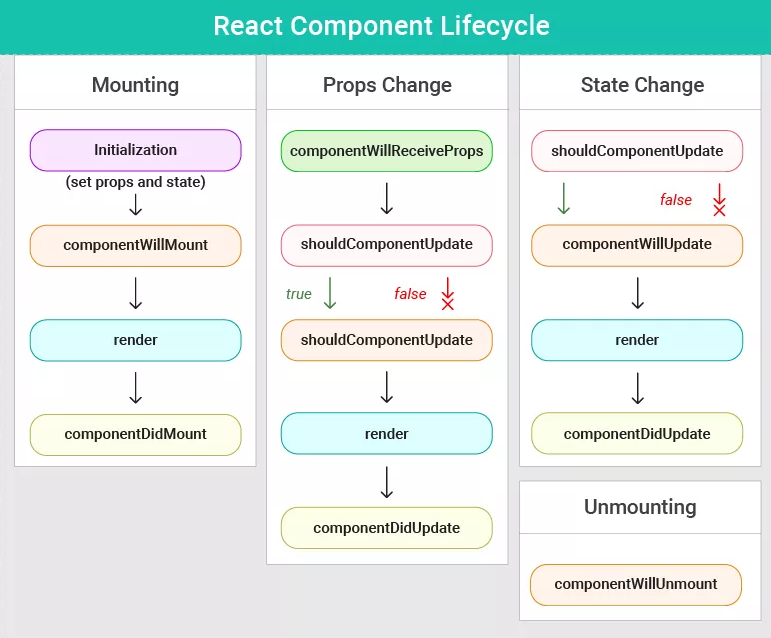 React Component Lifecycle
Mounting
Initialization
(set props and state)
componentWillMount
render
componentDidMount
Props Change
componentWillReceiveProps
shouldComponentUpdate
true
false
shouldComponentUpdate
render
componentDidUpdate
State Change
shouldComponentUpdate
false
componentWillUpdate
render
componentDidUpdate
Unmounting
componentWillUnmount